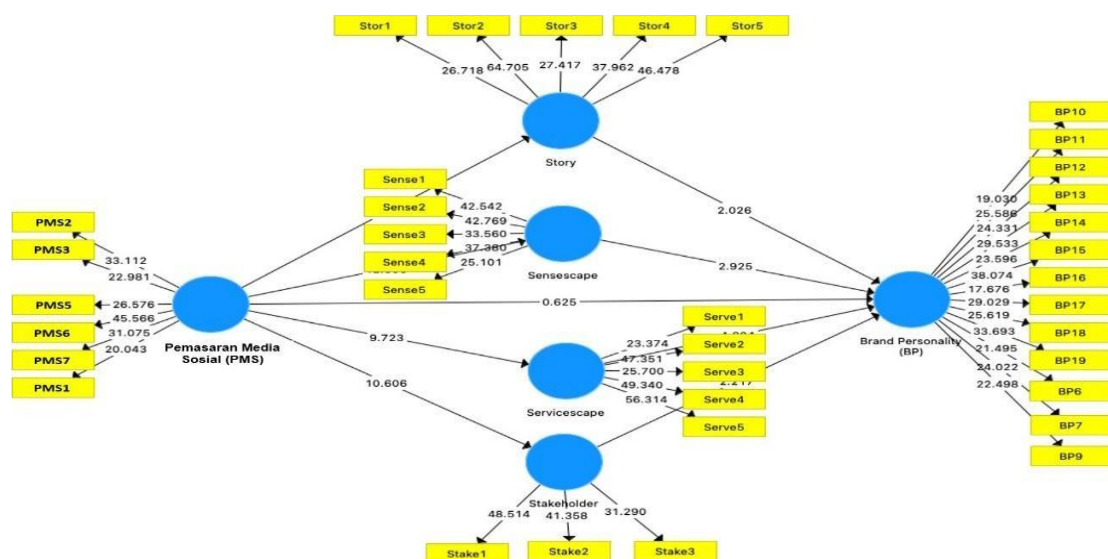 Stor1
Stor2
Stor3
Stor4
Stor5
26.718
64.705
27.417
37.962
46.478
Story
Sense1
Sense2
Sense3
Sense4
Sense5
42.542
42.769
33.560
37.380
25.101
Sensescape
PMS2
PMS3
PMS5
PMS6
PMS7
PMS1
33.112
22.981
26.576
45.566
31.075
20.043
Pemasaran Media
Sosial (PMS)
2.026
2.925
0.625
9.723
10.606
Serve1
Serve2
Serve3
Serve4
Serve5
23.374
47.351
25.700
49.340
56.314
Servicescape
Stakeholder
48.514
41.358
31.290
Stake1
Stake2
Stake3
BP10
BP11
BP12
BP13
BP14
BP15
BP16
BP17
BP18
BP19
BP6
BP7
BP9
19.030
25.586
24.331
29.533
23.596
38.074
17.676
29.029
25.619
33.693
21.495
24.022
22.498
Brand Personality
(BP)